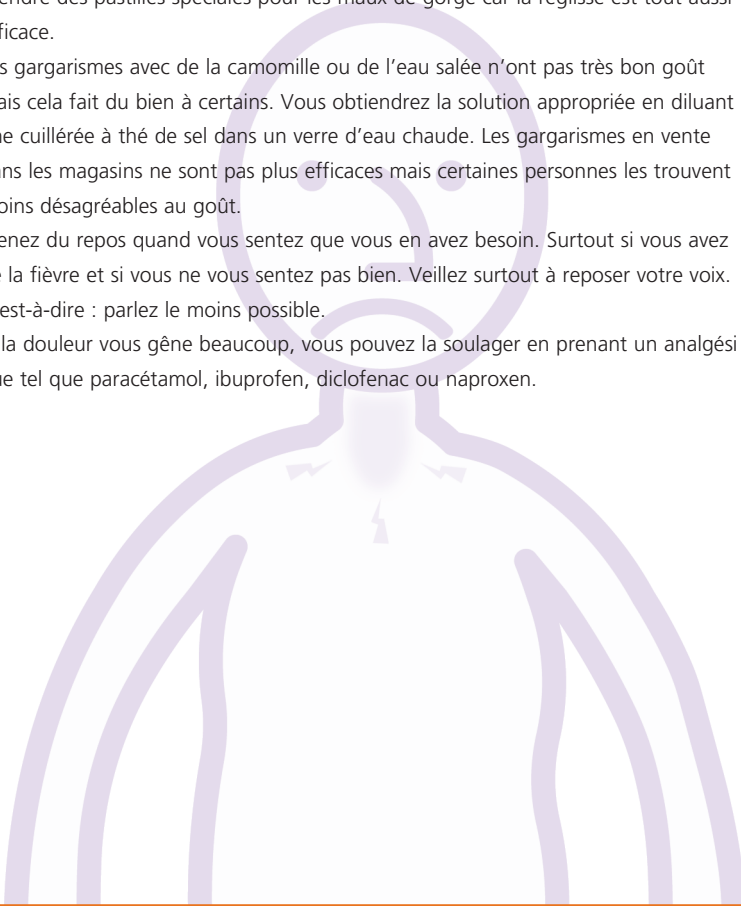 endre des pastilles spéciales pour les maux de gorge car la réglisse est tout aussi
ficace.
s gargarismes avec de la camomille ou de l’eau salée n’ont pas très bon goût
ais cela fait du bien à certains. Vous obtiendrez la solution appropriée en diluant
ne cuillérée à thé de sel dans un verre d’eau chaude. Les gargarismes en vente
ans les magasins ne sont pas plus efficaces mais certaines personnes les trouvent
oins désagréables au goût.
enez du repos quand vous sentez que vous en avez besoin. Surtout si vous avez
e la fièvre et si vous ne vous sentez pas bien. Veillez surtout à reposer votre voix.
est-à-dire : parlez le moins possible.
la douleur vous gêne beaucoup, vous pouvez la soulager en prenant un analgési
ue tel que paracétamol, ibuprofen, diclofenac ou naproxen.